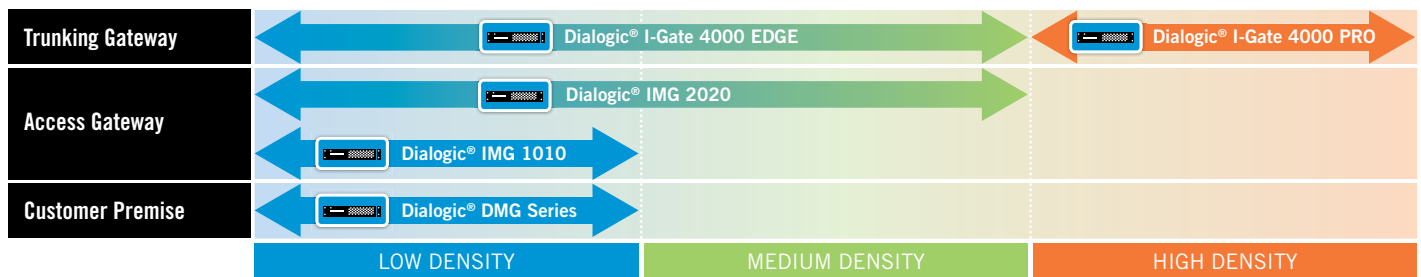 Trunking Gateway
Dialogic® I-Gate 4000 EDGE
Dialogic® I-Gate 4000 PRO
Access Gateway
Dialogic® IMG 2020
Dialogic® IMG 1010
Customer Premise
Dialogic® DMG Series
LOW DENSITY
MEDIUM DENSITY
HIGH DENSITY